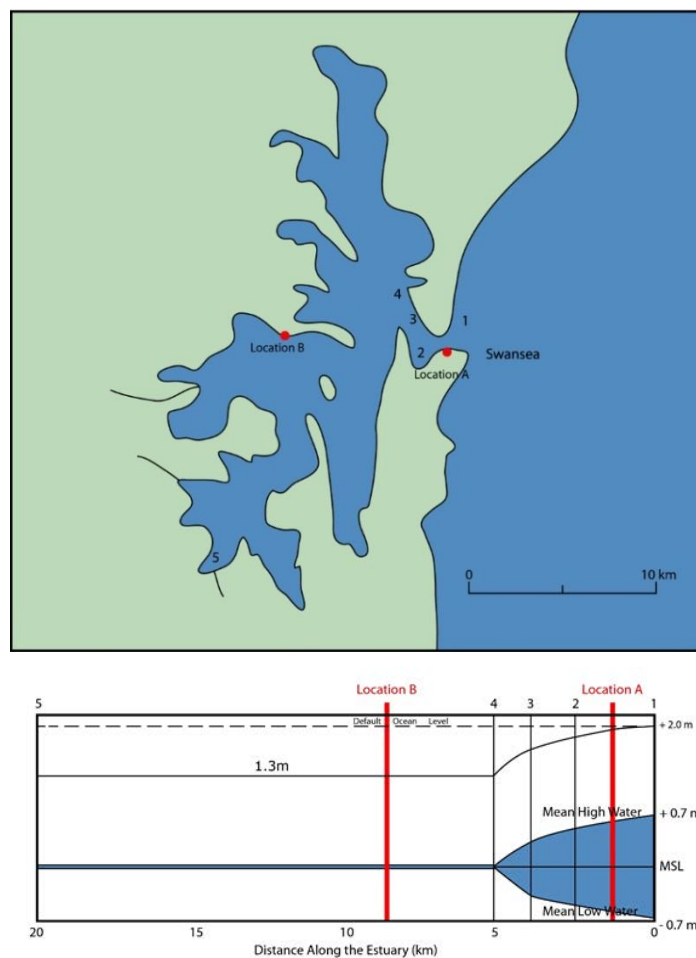 4
3
1
Location B
2
Swansea
Location A
5
0
10 km
Location B
Location A
5
4
3
2
1
Default Ocean Level
+ 2.0 m
1.3m
Mean High Water
+ 0.7 m
MSL
Mean Low Water
- 0.7 m
20
15
10
5
0
Distance Along the Estuary (km)